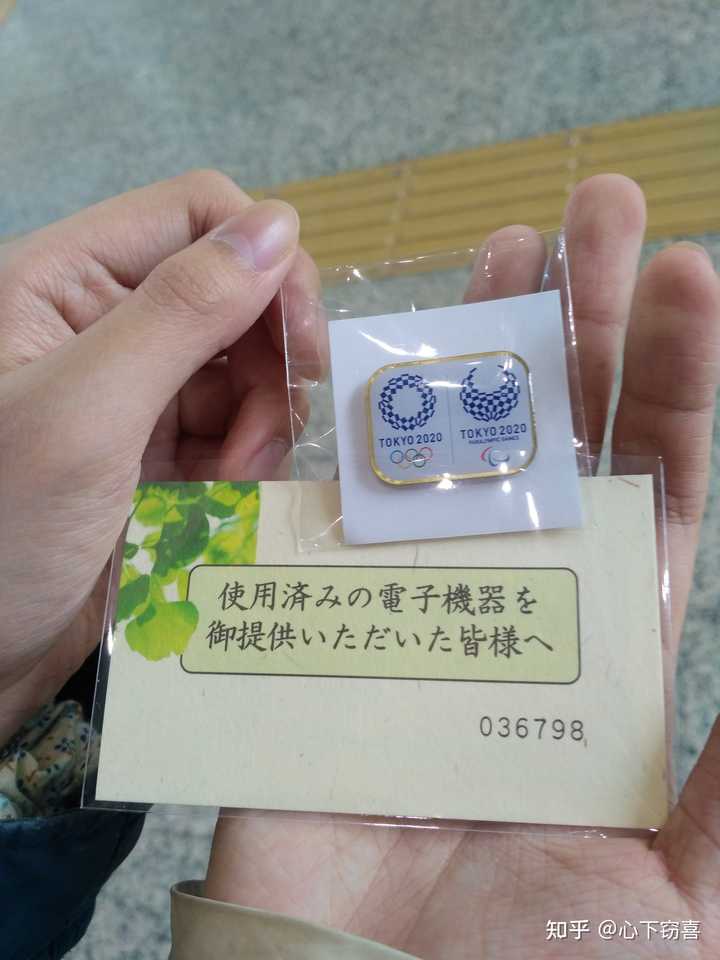 TOKYO 2020
TOKYO 2020
PARALYMPIC GAMES
使用済みの電子機器を
御提供いただいた皆様へ
036798
知乎 @心下窃喜